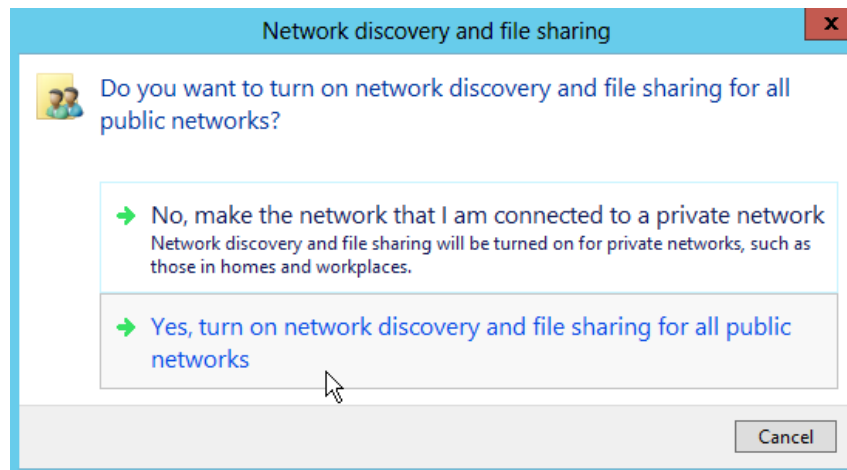 Network discovery and file sharing
x
Do you want to turn on network discovery and file sharing for all
public networks?
No, make the network that I am connected to a private network
Network discovery and file sharing will be turned on for private networks, such as
those in homes and workplaces.
Yes, turn on network discovery and file sharing for all public
networks
Cancel